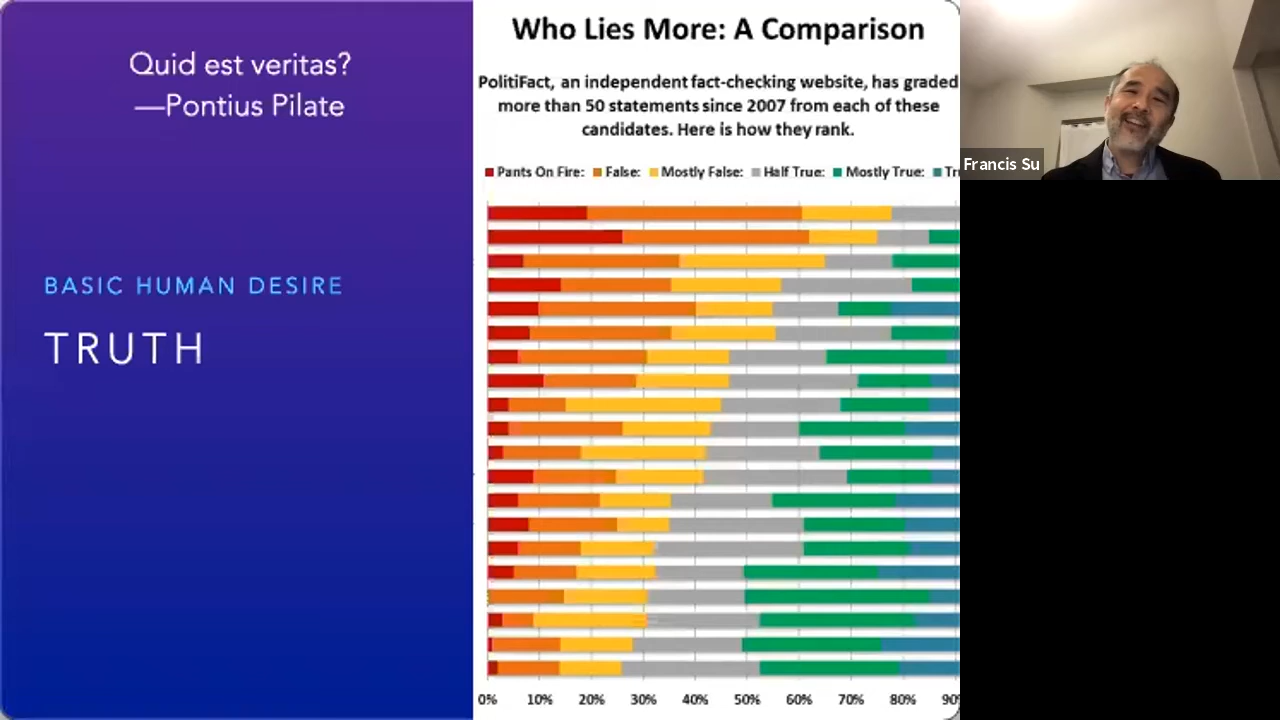 Quid est veritas?
—Pontius Pilate
BASIC HUMAN DESIRE
TRUTH
Who Lies More: A Comparison
PolitiFact, an independent fact-checking website, has graded
more than 50 statements since 2007 from each of these
candidates. Here is how they rank.
Pants On Fire: False: Mostly False: Half True: Mostly True:
0% 10% 20% 30% 40% 50% 60% 70% 80%
Francis Su